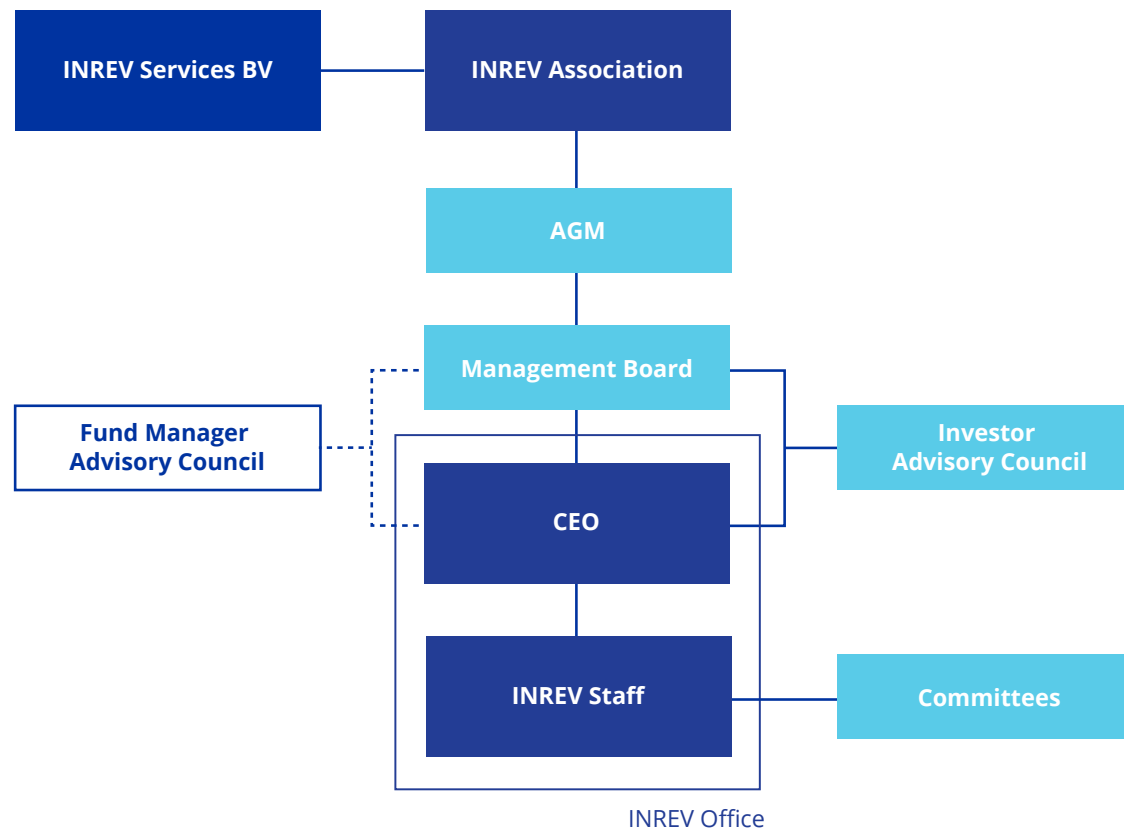 INREV Services BV
INREV Association
AGM
Management Board
Fund Manager
Advisory Council
Investor
Advisory Council
CEO
INREV Staff
Committees
INREV Office